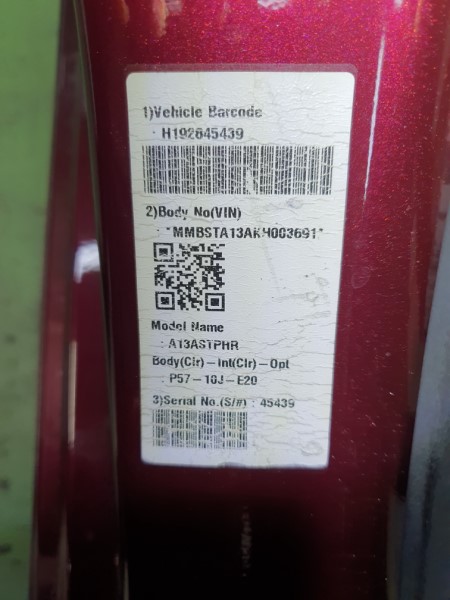 1)Vehicle Barcode
· H192645439
2)Body No(VIN)
: *MMBSTA13AKH003691*
Model Name
: A13ASTPHR
Body(Clr)-Int(Clr)-Opt
: P57-10J-E20
3)Serial No.(S/#) : 45439